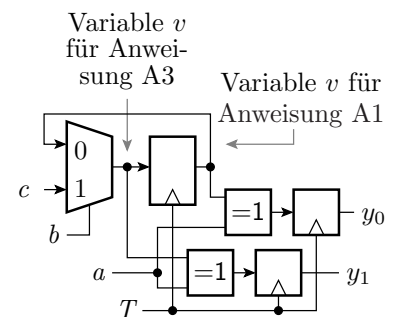 Variable v
für Anwei-
sung A3
Variable v für
Anweisung A1
0
c
1
b
=1
y₀
a
=1
y₁
T